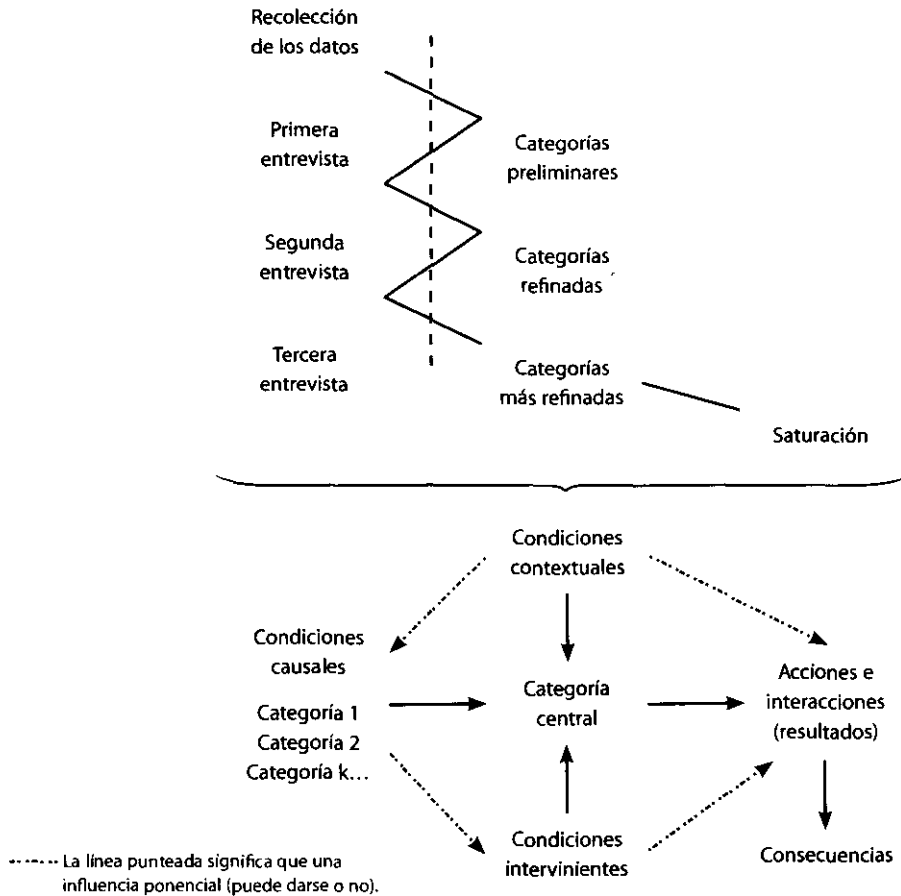 Recolección
de los datos
Primera
entrevista
Categorías
preliminares
Segunda
entrevista
Categorías
refinadas
Tercera
entrevista
Categorías
más refinadas
Saturación
Condiciones
contextuales
Condiciones
causales
Categoría 1
Categoría 2
Categoría k...
Categoría
central
Acciones e
interacciones
(resultados)
Condiciones
intervinientes
Consecuencias
La línea punteada significa que una
influencia ponencial (puede darse o no).